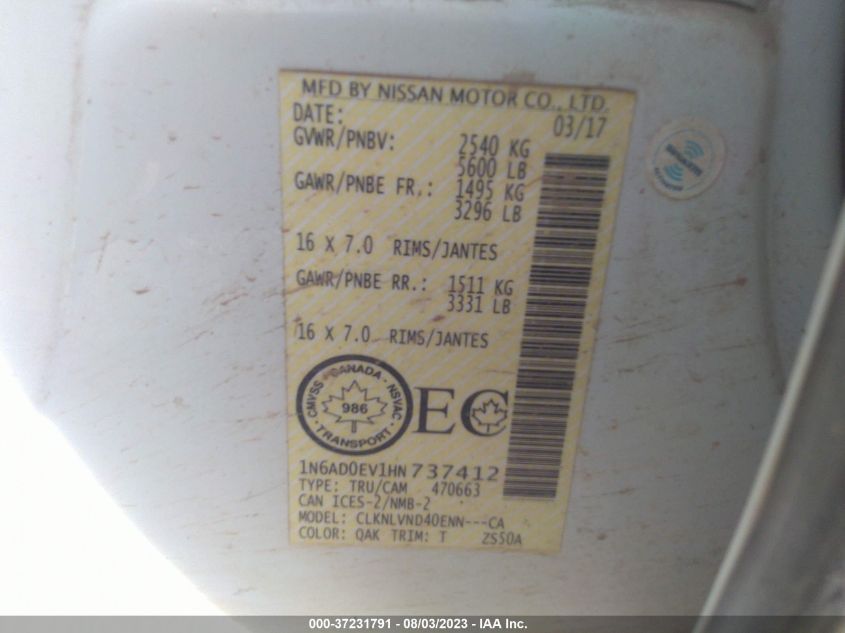 MFD BY NISSAN MOTOR CO., LTD.
DATE: 03/17
GVWR/PNBV: 2540 KG
5600 LB
GAWR/PNBE FR.: 1495 KG
3296 LB
16 X 7.0 RIMS/JANTES
GAWR/PNBE RR.: 1511 KG
3331 LB
16 X 7.0 RIMS/JANTES
CMVSS - CANADA - NSVAC
986
- TRANSPORT -
EC
1N6AD0EV1HN737412
TYPE: TRU/CAM 470663
CAN ICES-2/NMB-2
MODEL: CLKNLVND40ENN---CA
COLOR: QAK TRIM: T ZS50A
000-37231791 - 08/03/2023 - IAA Inc.